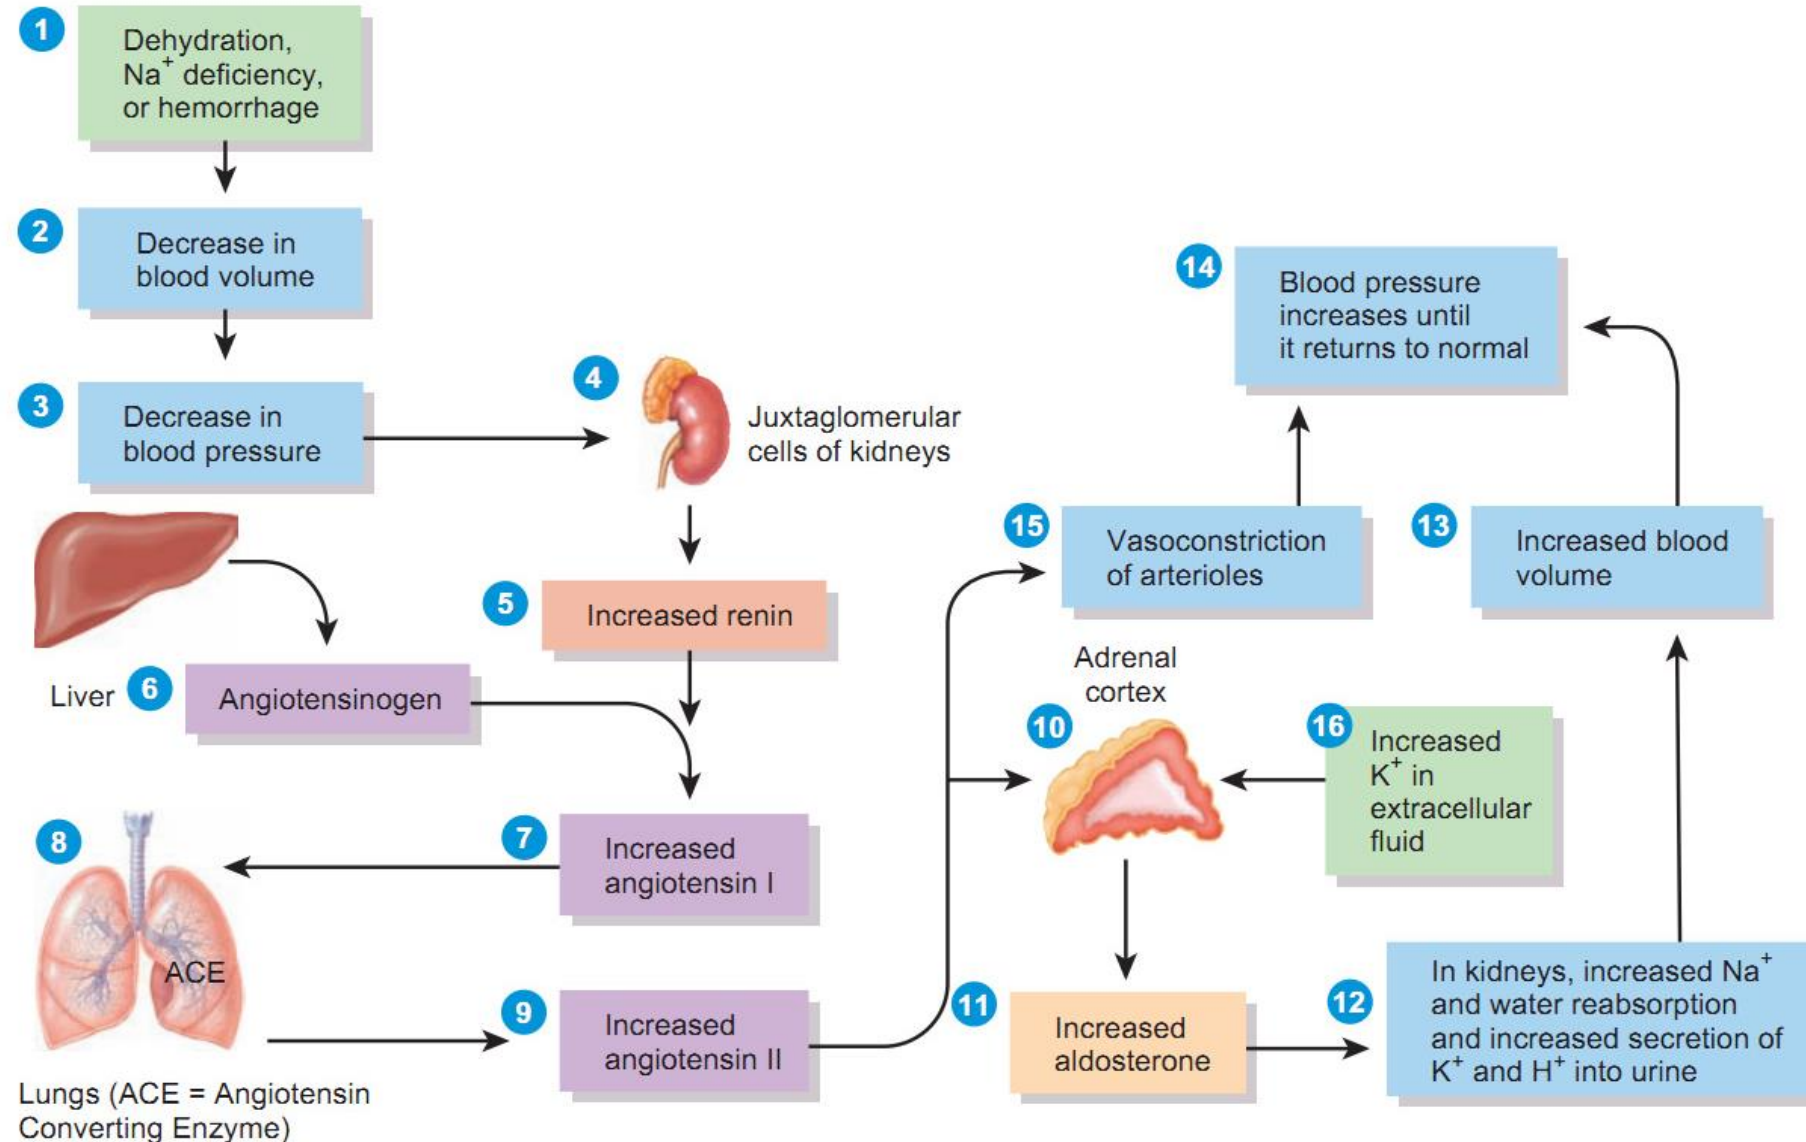 1
Dehydration,
Na+ deficiency,
or hemorrhage
2
Decrease in
blood volume
3
Decrease in
blood pressure
4
Juxtaglomerular
cells of kidneys
5
Increased renin
Liver
6
Angiotensinogen
7
Increased
angiotensin I
8
ACE
Lungs (ACE = Angiotensin
Converting Enzyme)
9
Increased
angiotensin II
10
Adrenal
cortex
11
Increased
aldosterone
12
In kidneys, increased Na+
and water reabsorption
and increased secretion of
K+ and H+ into urine
13
Increased blood
volume
14
Blood pressure
increases until
it returns to normal
15
Vasoconstriction
of arterioles
16
Increased
K+ in
extracellular
fluid